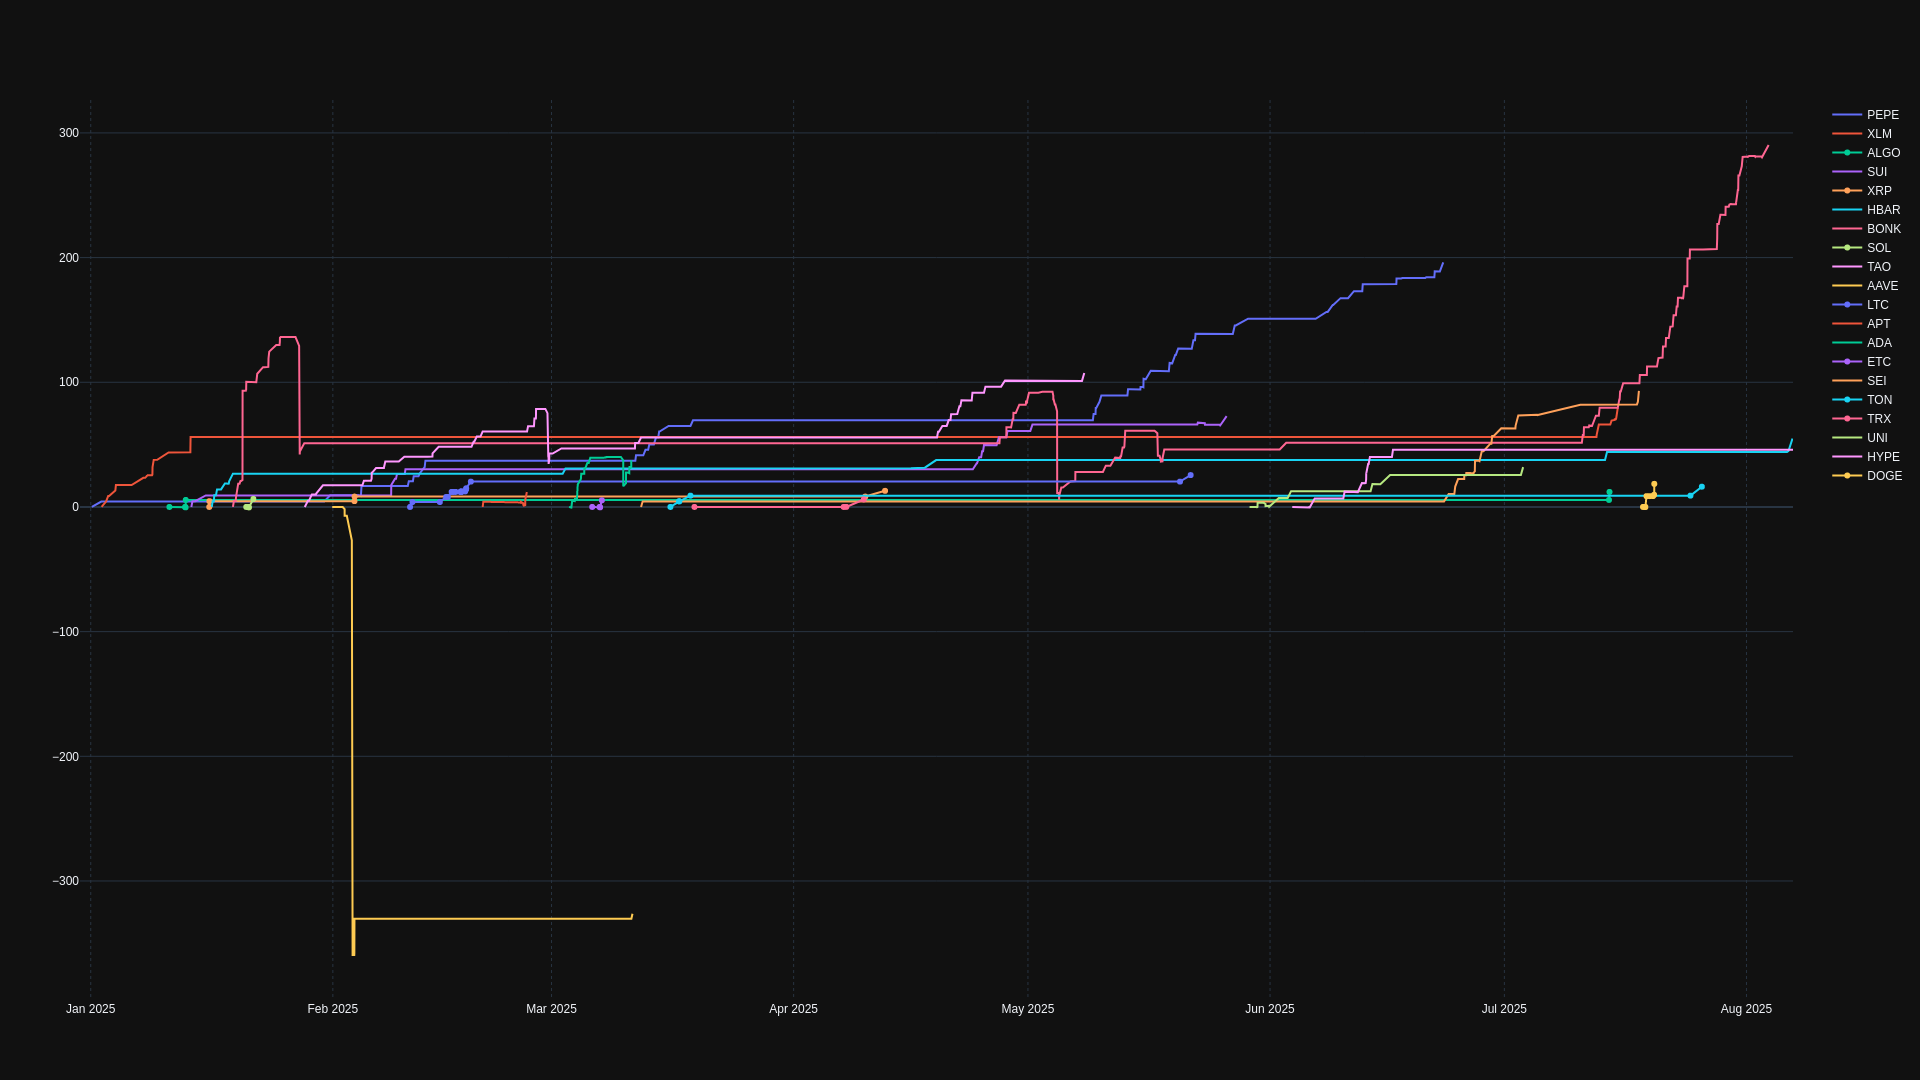 300
200
100
0
−100
−200
−300
Jan 2025
Feb 2025
Mar 2025
Apr 2025
May 2025
Jun 2025
Jul 2025
Aug 2025
PEPE
XLM
ALGO
SUI
XRP
HBAR
BONK
SOL
TAO
AAVE
LTC
APT
ADA
ETC
SEI
TON
TRX
UNI
HYPE
DOGE